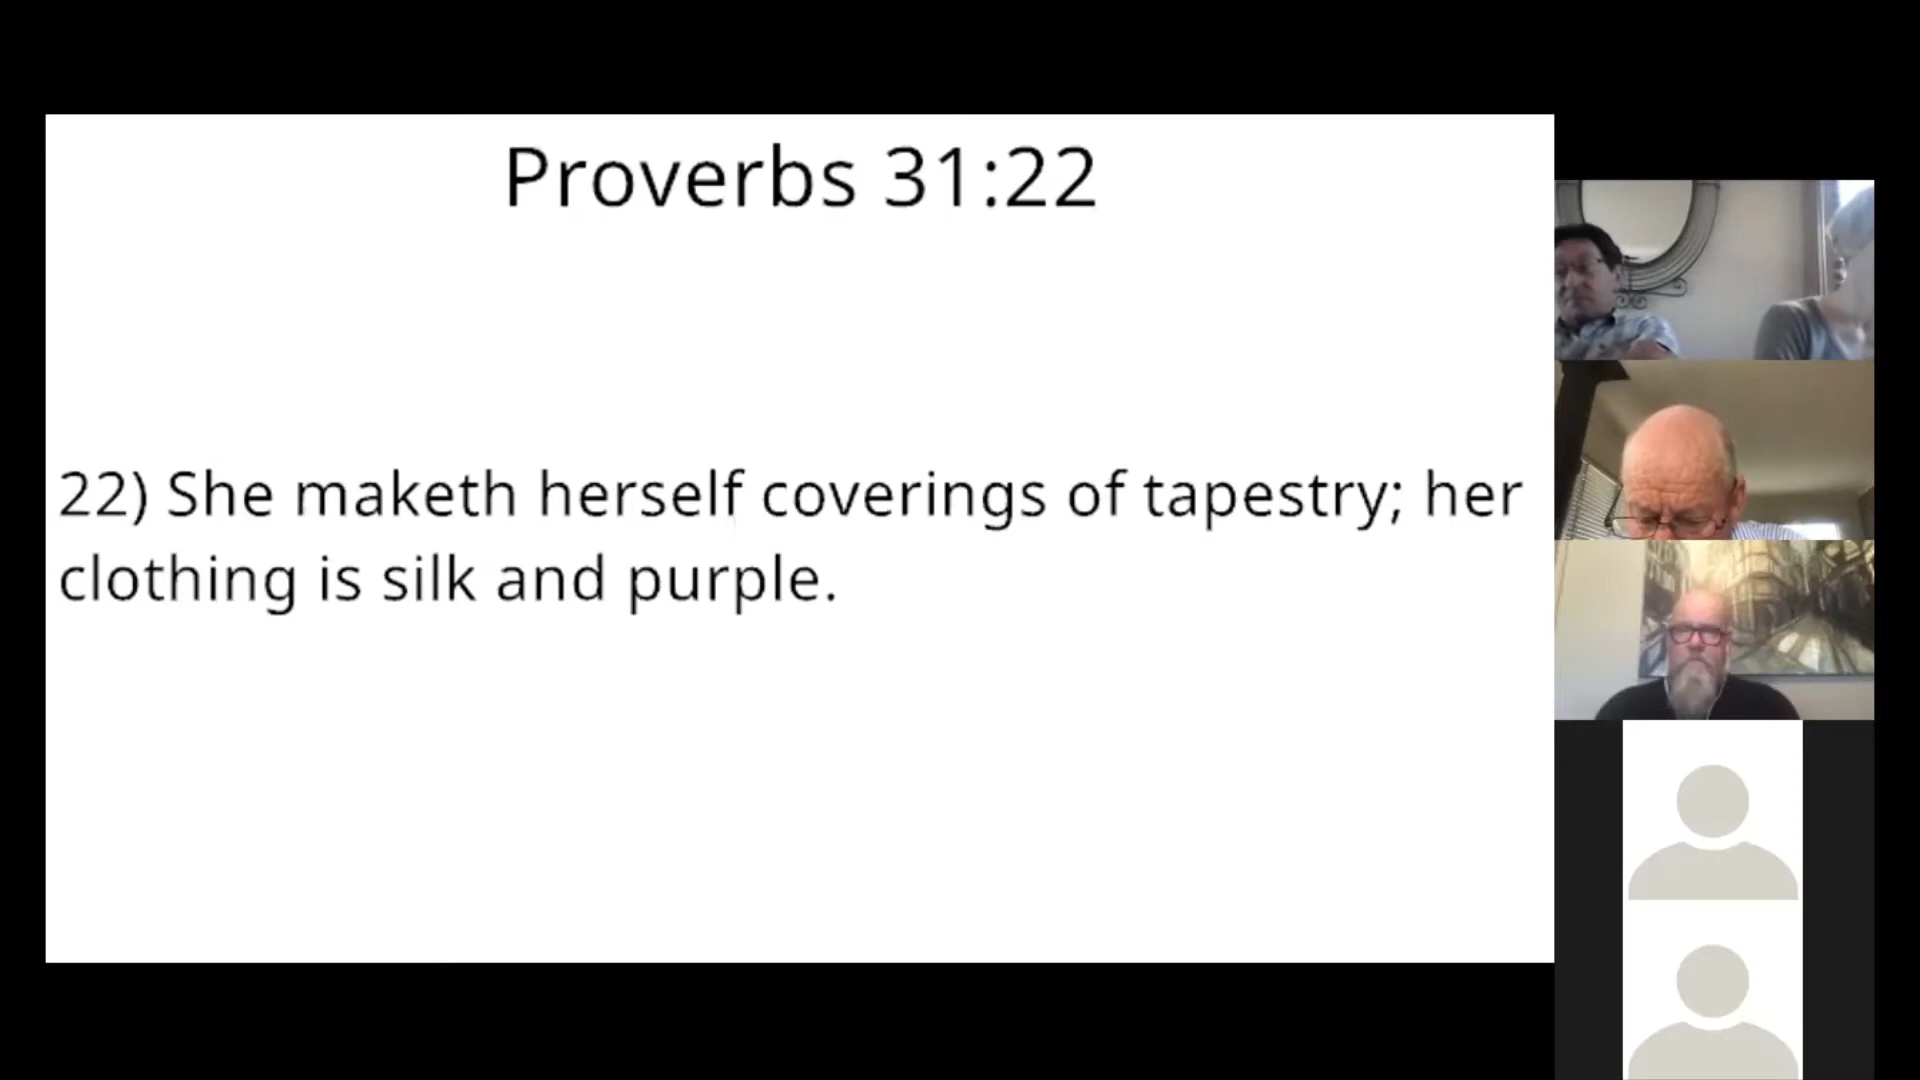 Proverbs 31:22
22) She maketh herself coverings of tapestry; her
clothing is silk and purple.